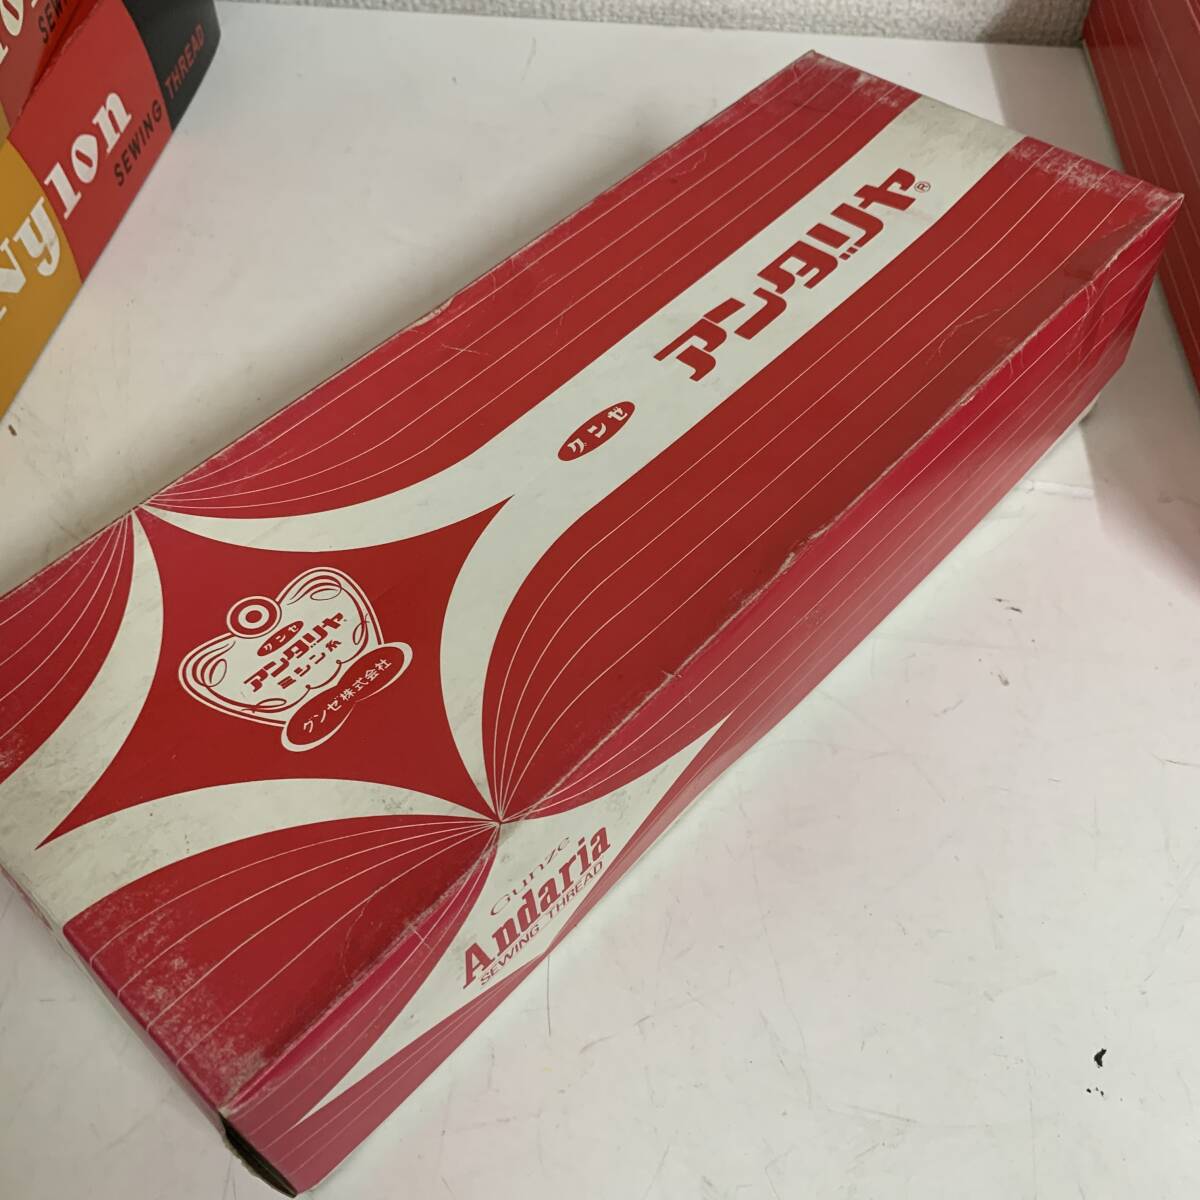 アンダリヤ®
グンゼ
グンゼ
アンダリヤ
ミシン糸
グンゼ株式会社
Gunze
Andaria
SEWING THREAD
SEWING THREAD
Nylon